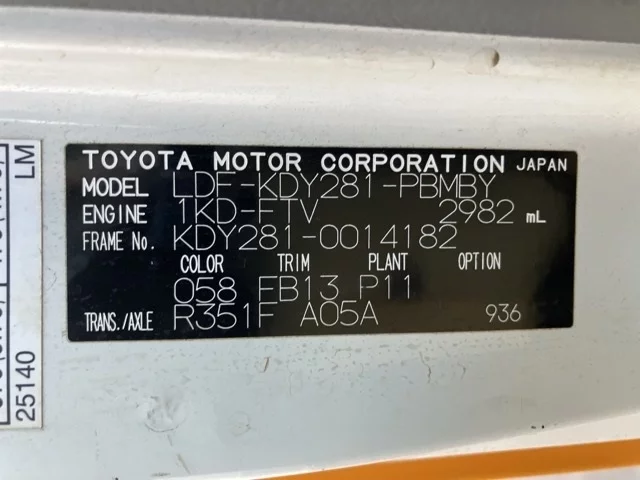 TOYOTA MOTOR CORPORATION JAPAN
MODEL LDF-KDY281-PBMBY
ENGINE 1KD-FTV 2982 mL
FRAME No. KDY281-0014182
COLOR TRIM PLANT OPTION
058 FB13 P11
TRANS./AXLE R351F A05A 936
LM
25140